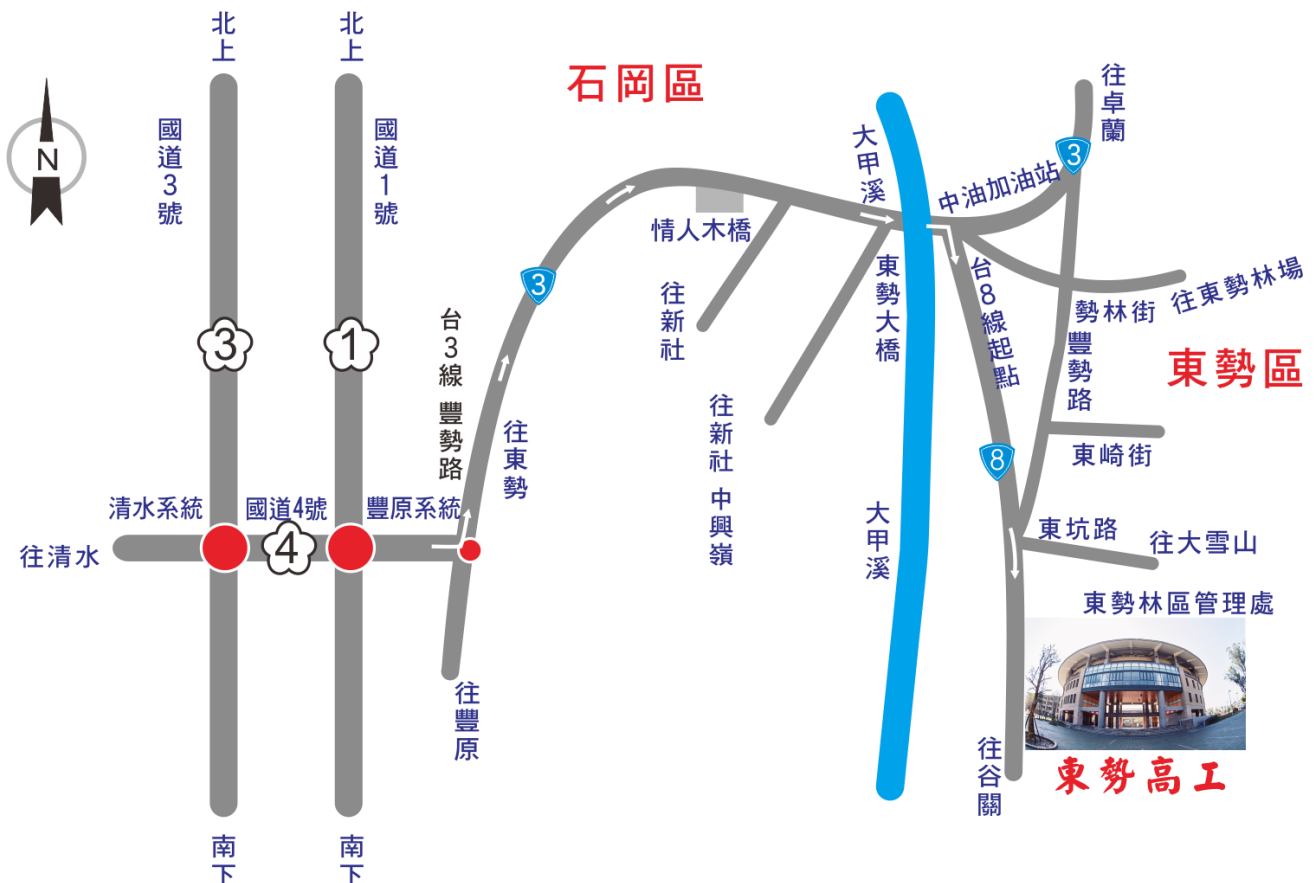 北上
北上
石岡區
往卓蘭
N
國道3號
國道1號
大甲溪
3
中油加油站
情人木橋
東勢大橋
台8線起點
往東勢林場
3
往新社
勢林街
台3線 豐勢路
3
1
豐勢路
東勢區
往新社 中興嶺
往東勢
8
東崎街
清水系統
國道4號
豐原系統
大甲溪
東坑路
往大雪山
往清水
4
東勢林區管理處
往豐原
往谷關
東勢高工
南下
南下